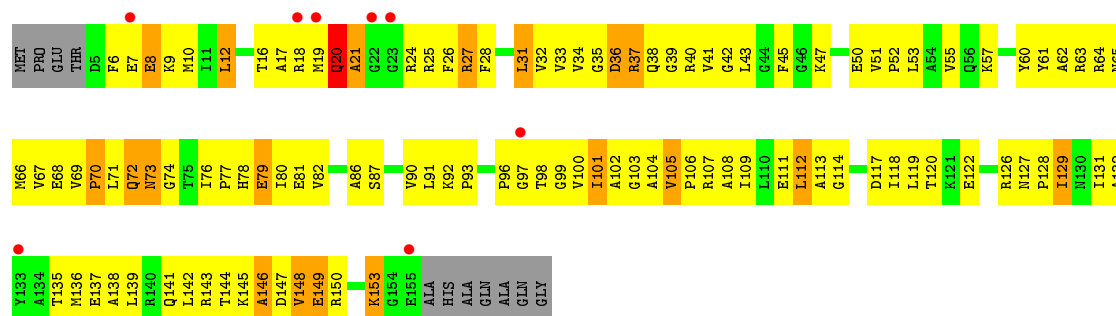 MET PRO GLU THR D5 F6 E7 E8 K9 M10 I11 L12 T16 A17 R18 M19 Q20 A21 G22 G23 R24 R25 F26 R27 F28 L31 V32 V33 V34 G35 D36 R37 Q38 G39 R40 V41 G42 L43 G44 F45 G46 K47 E50 V51 P52 L53 A54 V55 Q56 K57 Y60 Y61 A62 R63 R64 N65
M66 V67 E68 V69 P70 L71 Q72 N73 G74 T75 I76 P77 H78 E79 I80 E81 V82 A86 S87 V90 L91 K92 P93 P96 G97 T98 G99 V100 I101 A102 G103 A104 V105 P106 R107 A108 I109 L110 E111 L112 A113 G114 D117 I118 L119 T120 K121 E122 R126 N127 P128 I129 N130 I131 A132
Y133 A134 T135 M136 E137 A138 L139 R140 Q141 L142 R143 T144 K145 A146 D147 V148 E149 R150 K153 G154 E155 ALA HIS ALA GLN ALA GLN GLY